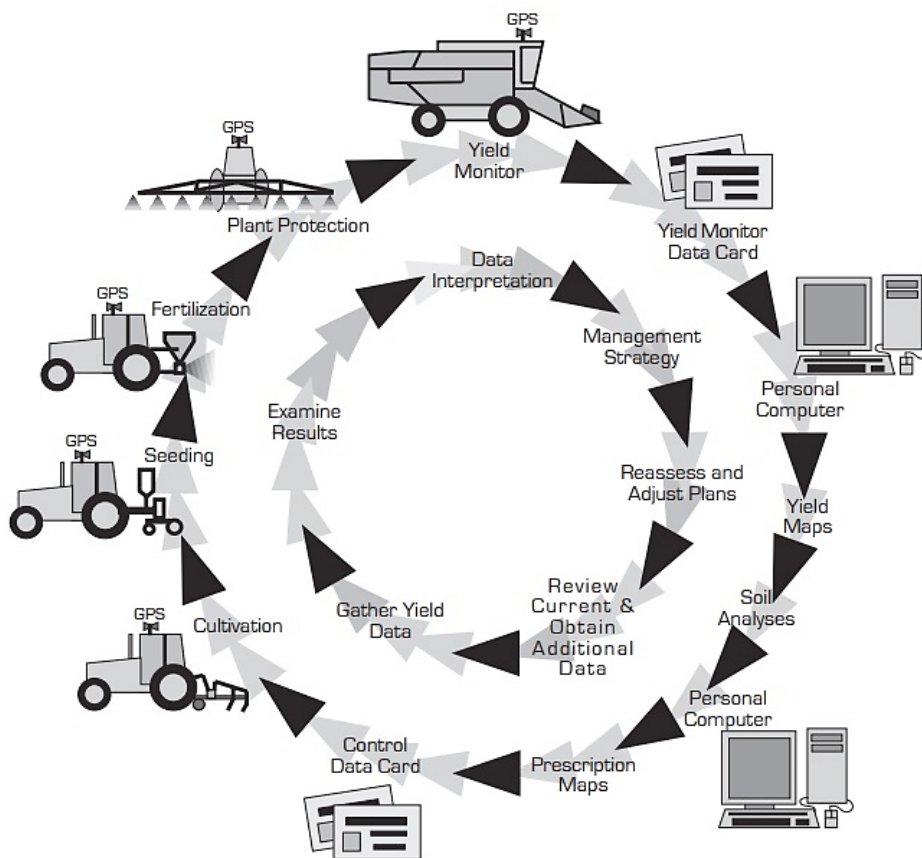 GPS
Yield
Monitor
Yield Monitor
Data Card
Personal
Computer
Yield
Maps
Soil
Analyses
Personal
Computer
Prescription
Maps
Control
Data Card
GPS
Cultivation
GPS
Seeding
GPS
Fertilization
GPS
Plant Protection
Data
Interpretation
Management
Strategy
Reassess and
Adjust Plans
Review
Current &
Obtain
Additional
Data
Gather Yield
Data
Examine
Results